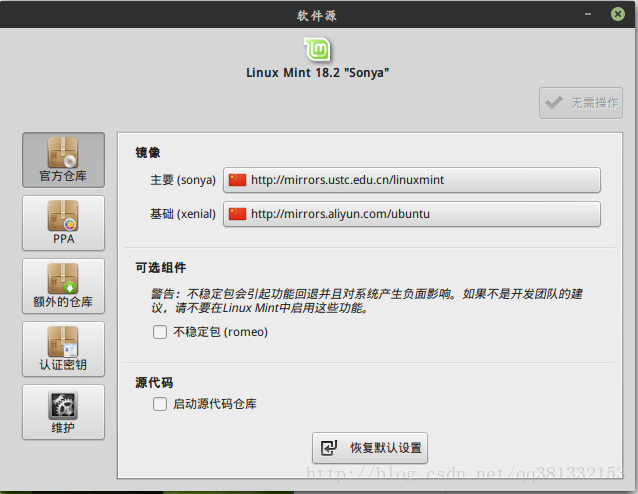 软件源
Linux Mint 18.2 "Sonya"
无需操作
官方仓库
PPA
额外的仓库
认证密钥
维护
镜像
主要 (sonya) http://mirrors.ustc.edu.cn/linuxmint
基础 (xenial) http://mirrors.aliyun.com/ubuntu
可选组件
警告：不稳定包会引起功能回退并且对系统产生负面影响。如果不是开发团队的建
议，请不要在Linux Mint中启用这些功能。
不稳定包 (romeo)
源代码
启动源代码仓库
恢复默认设置
http://blog.csdn.net/qq381332153